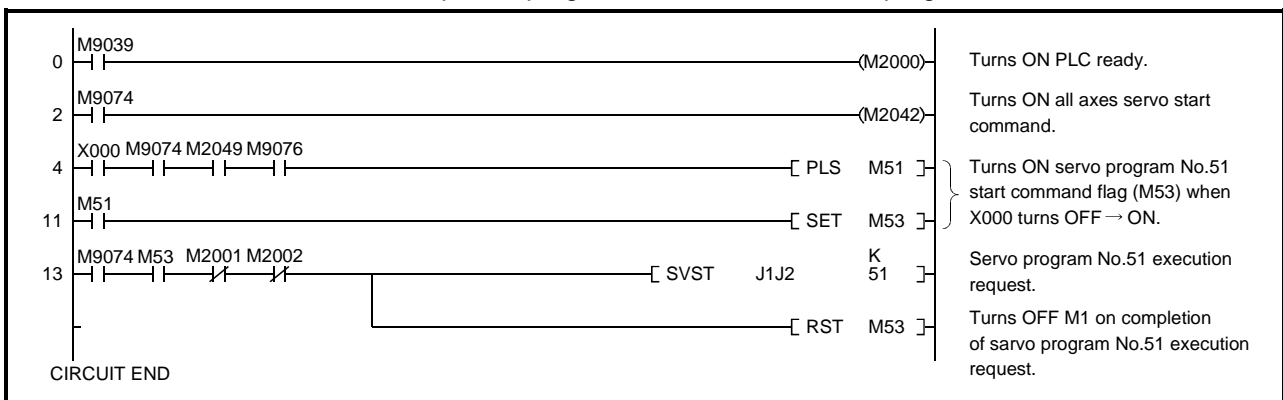 M9039
0 (M2000) Turns ON PLC ready.
M9074
2 (M2042) Turns ON all axes servo start
command.
X000 M9074 M2049 M9076
4 [ PLS M51 ] Turns ON servo program No.51
start command flag (M53) when
X000 turns OFF → ON.
M51
11 [ SET M53 ]
M9074 M53 M2001 M2002
13 [ SVST J1J2 K 51 ] Servo program No.51 execution
request.
[ RST M53 ] Turns OFF M1 on completion
of sarvo program No.51 execution
request.
CIRCUIT END